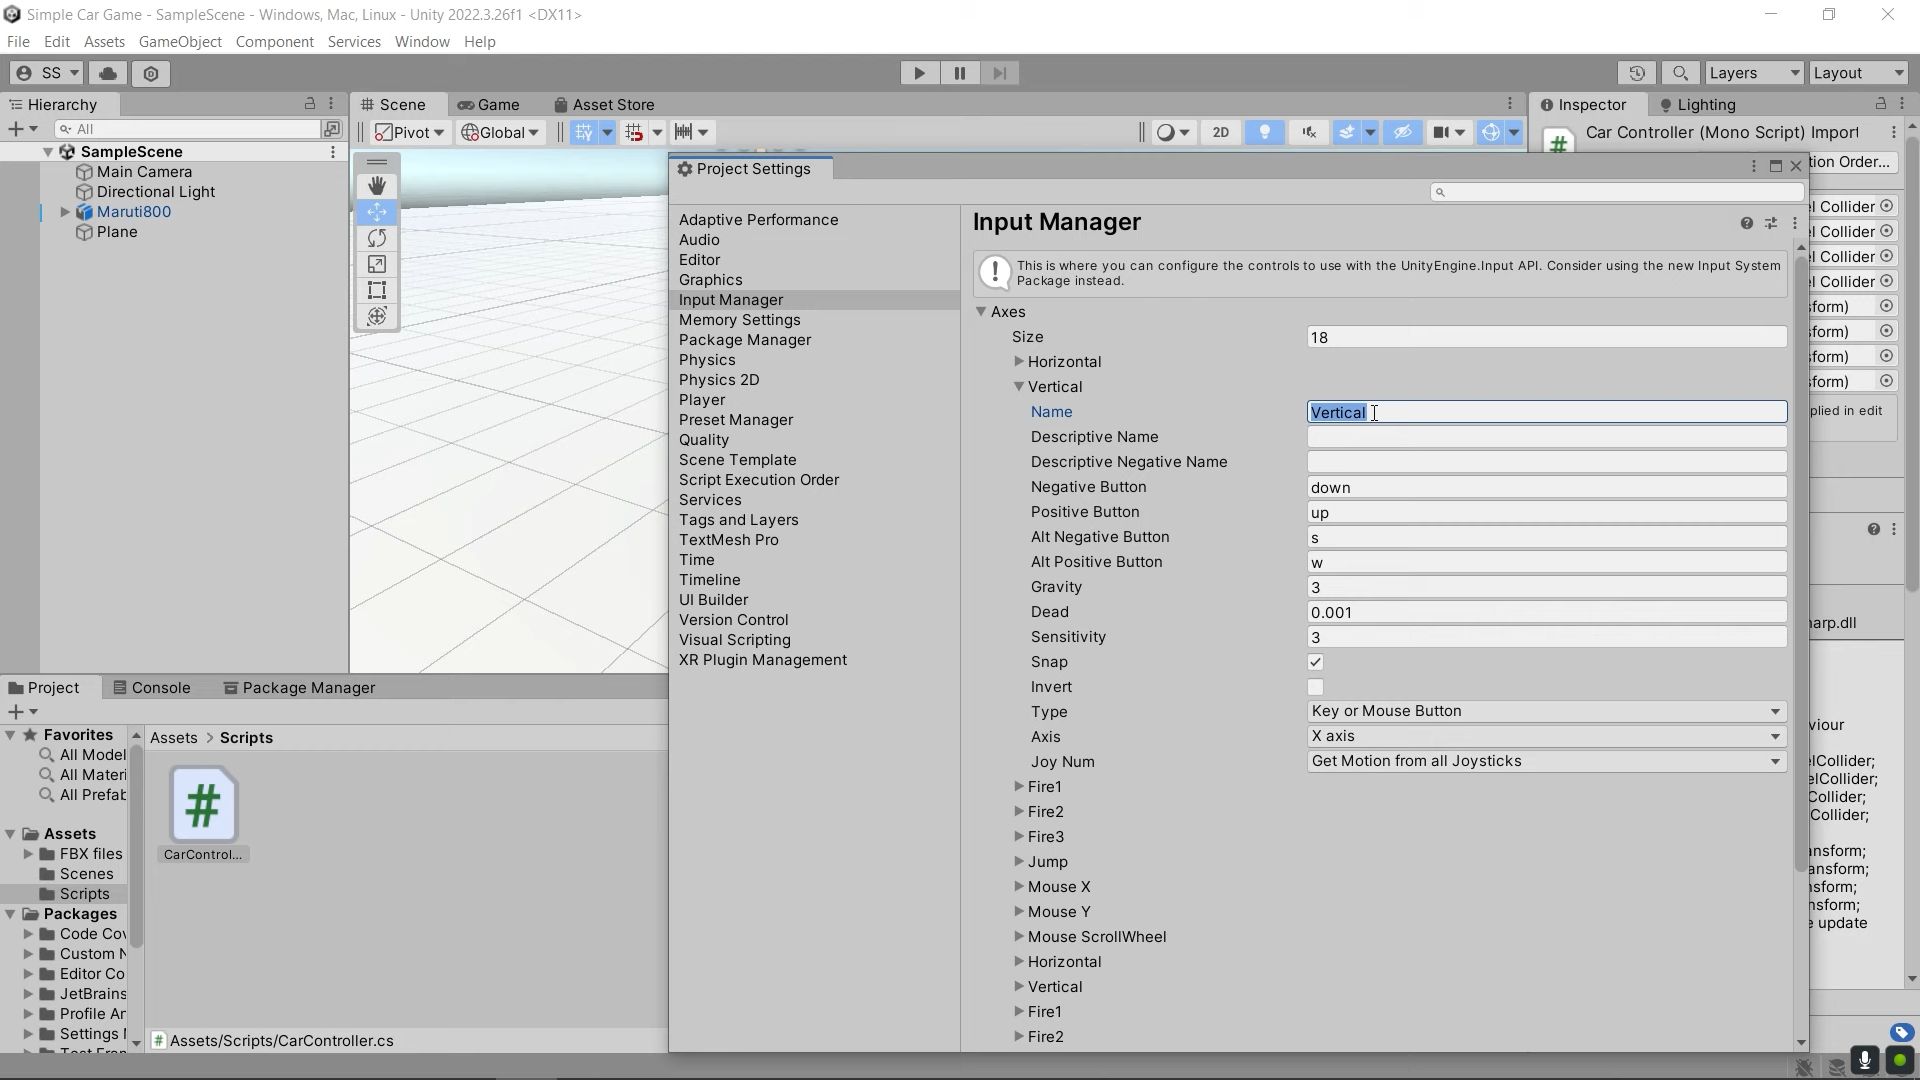 Simple Car Game - SampleScene - Windows, Mac, Linux - Unity 2022.3.26f1 <DX11>
File Edit Assets GameObject Component Services Window Help
SS
Layers Layout
Hierarchy
All
SampleScene
Main Camera
Directional Light
Maruti800
Plane
Scene Game Asset Store
Pivot Global 2D
Inspector Lighting
Car Controller (Mono Script) Import
tion Order...
l Collider
l Collider
l Collider
l Collider
sform)
sform)
sform)
sform)
plied in edit
Project Settings
Adaptive Performance
Audio
Editor
Graphics
Input Manager
Memory Settings
Package Manager
Physics
Physics 2D
Player
Preset Manager
Quality
Scene Template
Script Execution Order
Services
Tags and Layers
TextMesh Pro
Time
Timeline
UI Builder
Version Control
Visual Scripting
XR Plugin Management
Input Manager
This is where you can configure the controls to use with the UnityEngine.Input API. Consider using the new Input System
Package instead.
Axes
Size 18
Horizontal
Vertical
Name Vertical
Descriptive Name
Descriptive Negative Name
Negative Button down
Positive Button up
Alt Negative Button s
Alt Positive Button w
Gravity 3
Dead 0.001
Sensitivity 3
Snap
Invert
Type Key or Mouse Button
Axis X axis
Joy Num Get Motion from all Joysticks
Fire1
Fire2
Fire3
Jump
Mouse X
Mouse Y
Mouse ScrollWheel
Horizontal
Vertical
Fire1
Fire2
arp.dll
viour
elCollider;
elCollider;
Collider;
Collider;
ansform;
ansform;
sform;
nsform;
e update
Project Console Package Manager
Favorites
All Model
All Materi
All Prefab
Assets
FBX files
Scenes
Scripts
Packages
Code Cov
Custom N
Editor Co
JetBrains
Profile An
Settings
Assets > Scripts
CarControl...
Assets/Scripts/CarController.cs